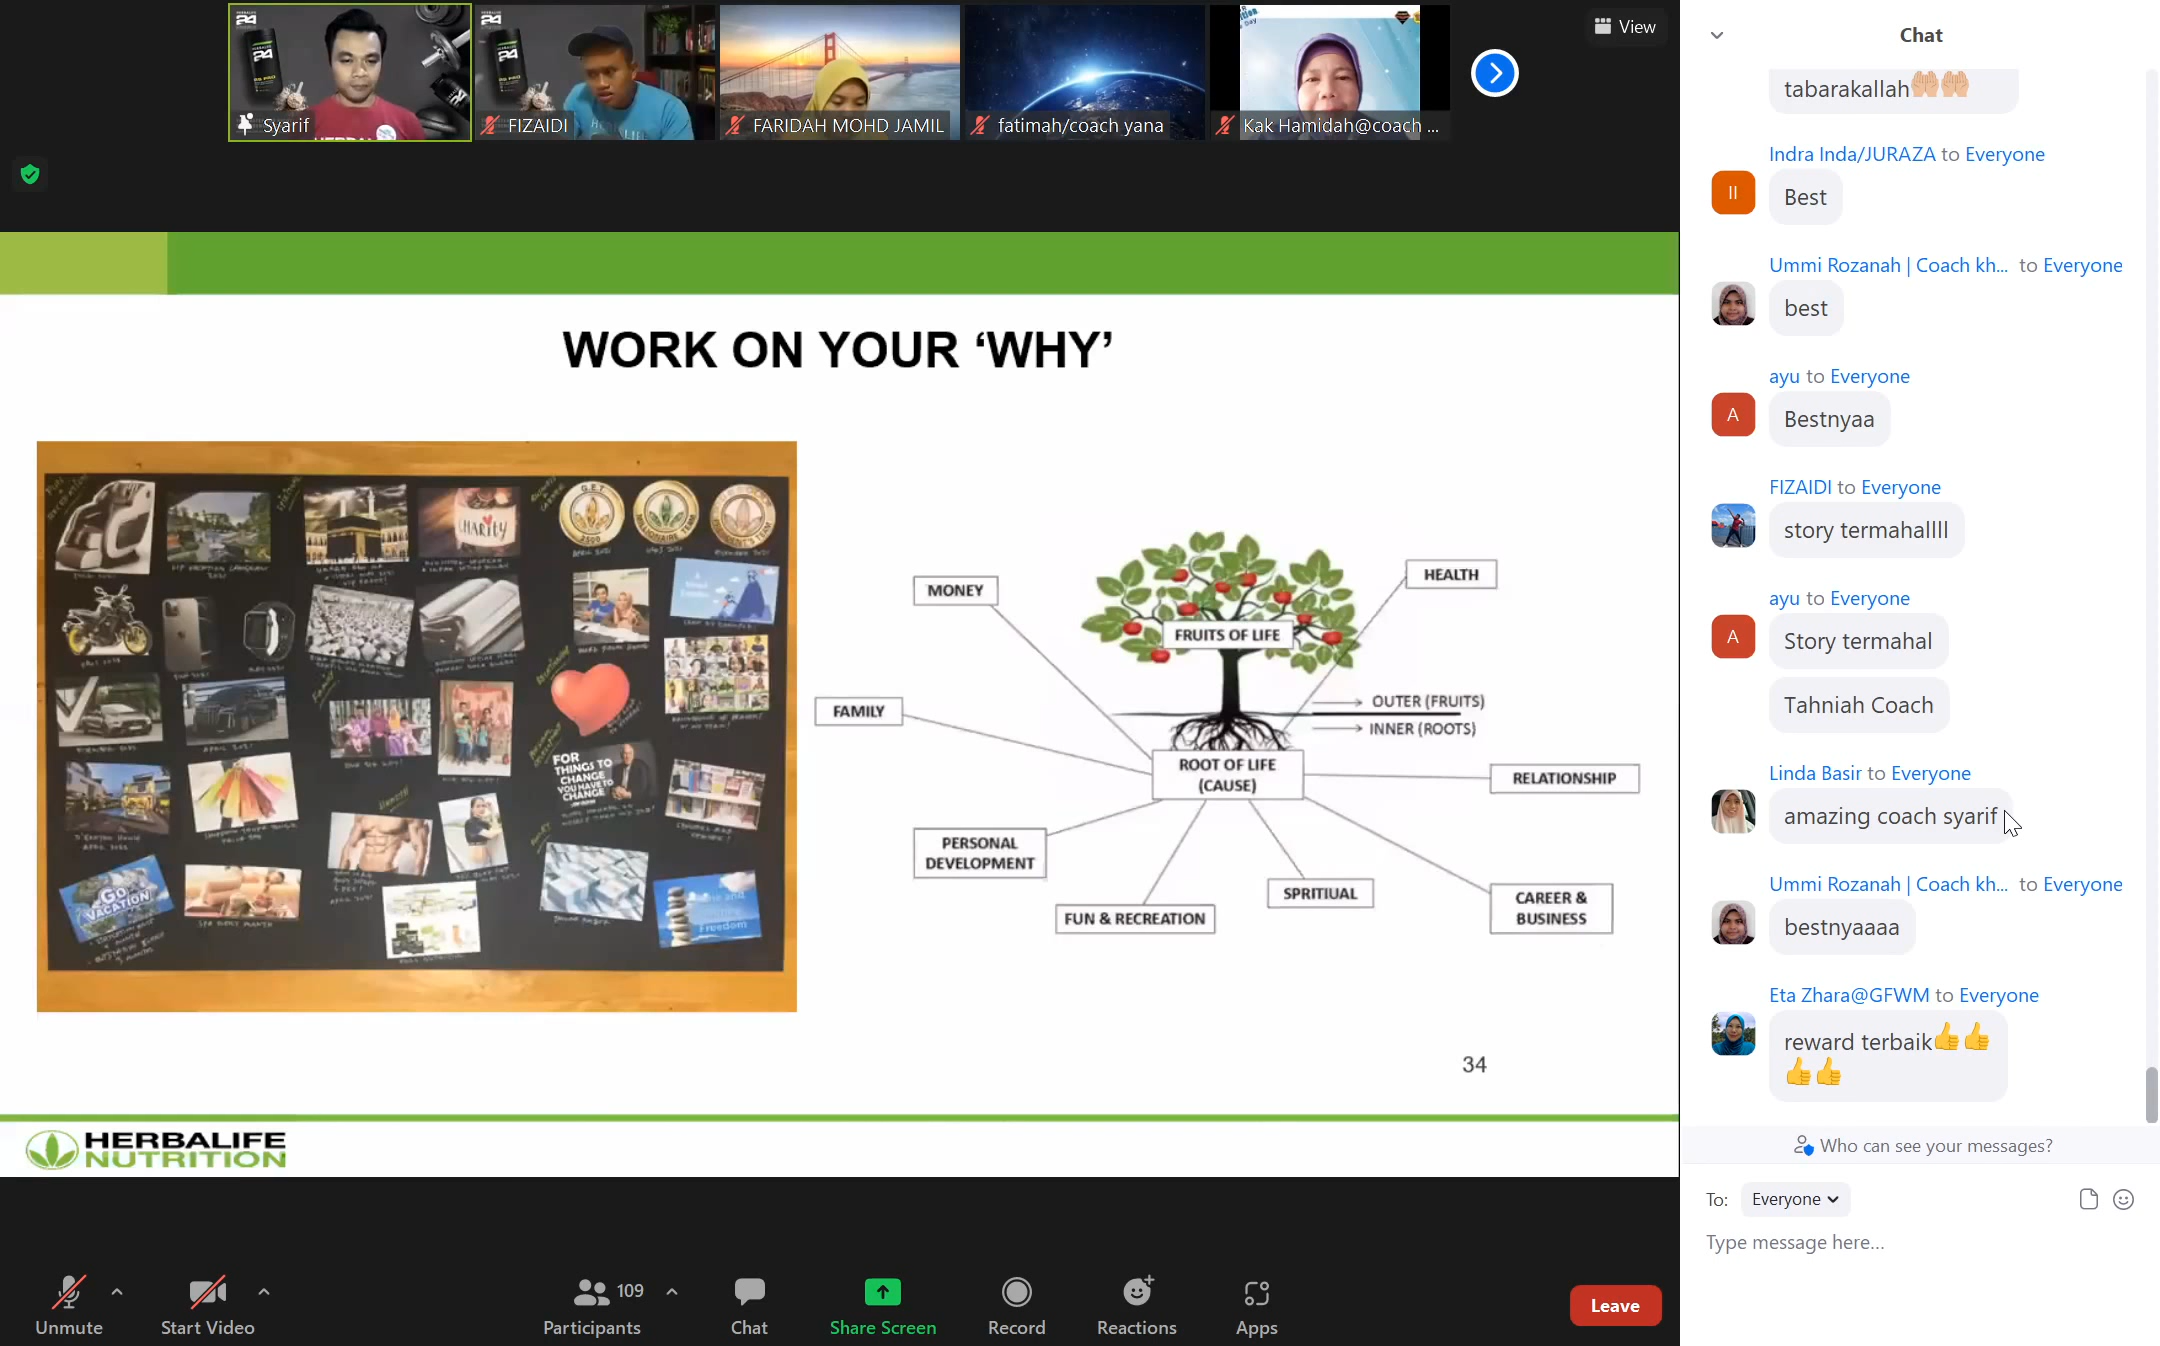 View
Syarif
FIZAIDI
FARIDAH MOHD JAMIL
fatimah/coach yana
Kak Hamidah@coach ...
WORK ON YOUR ‘WHY’
CHARITY
FOR
THINGS TO
CHANGE
YOU HAVE TO
CHANGE
GO
VACATION
Freedom
MONEY
HEALTH
FRUITS OF LIFE
OUTER (FRUITS)
INNER (ROOTS)
FAMILY
ROOT OF LIFE
(CAUSE)
RELATIONSHIP
PERSONAL
DEVELOPMENT
SPRITIUAL
CAREER &
BUSINESS
FUN & RECREATION
34
HERBALIFE
NUTRITION
Unmute
Start Video
109
Participants
Chat
Share Screen
Record
Reactions
Apps
Leave
Chat
tabarakallah🤲🏼🤲🏼
Indra Inda/JURAZA to Everyone
II
Best
Ummi Rozanah | Coach kh... to Everyone
best
ayu to Everyone
A
Bestnyaa
FIZAIDI to Everyone
story termahallll
ayu to Everyone
A
Story termahal
Tahniah Coach
Linda Basir to Everyone
amazing coach syarif
Ummi Rozanah | Coach kh... to Everyone
bestnyaaaa
Eta Zhara@GFWM to Everyone
reward terbaik👍👍
👍👍
Who can see your messages?
To: Everyone
Type message here...